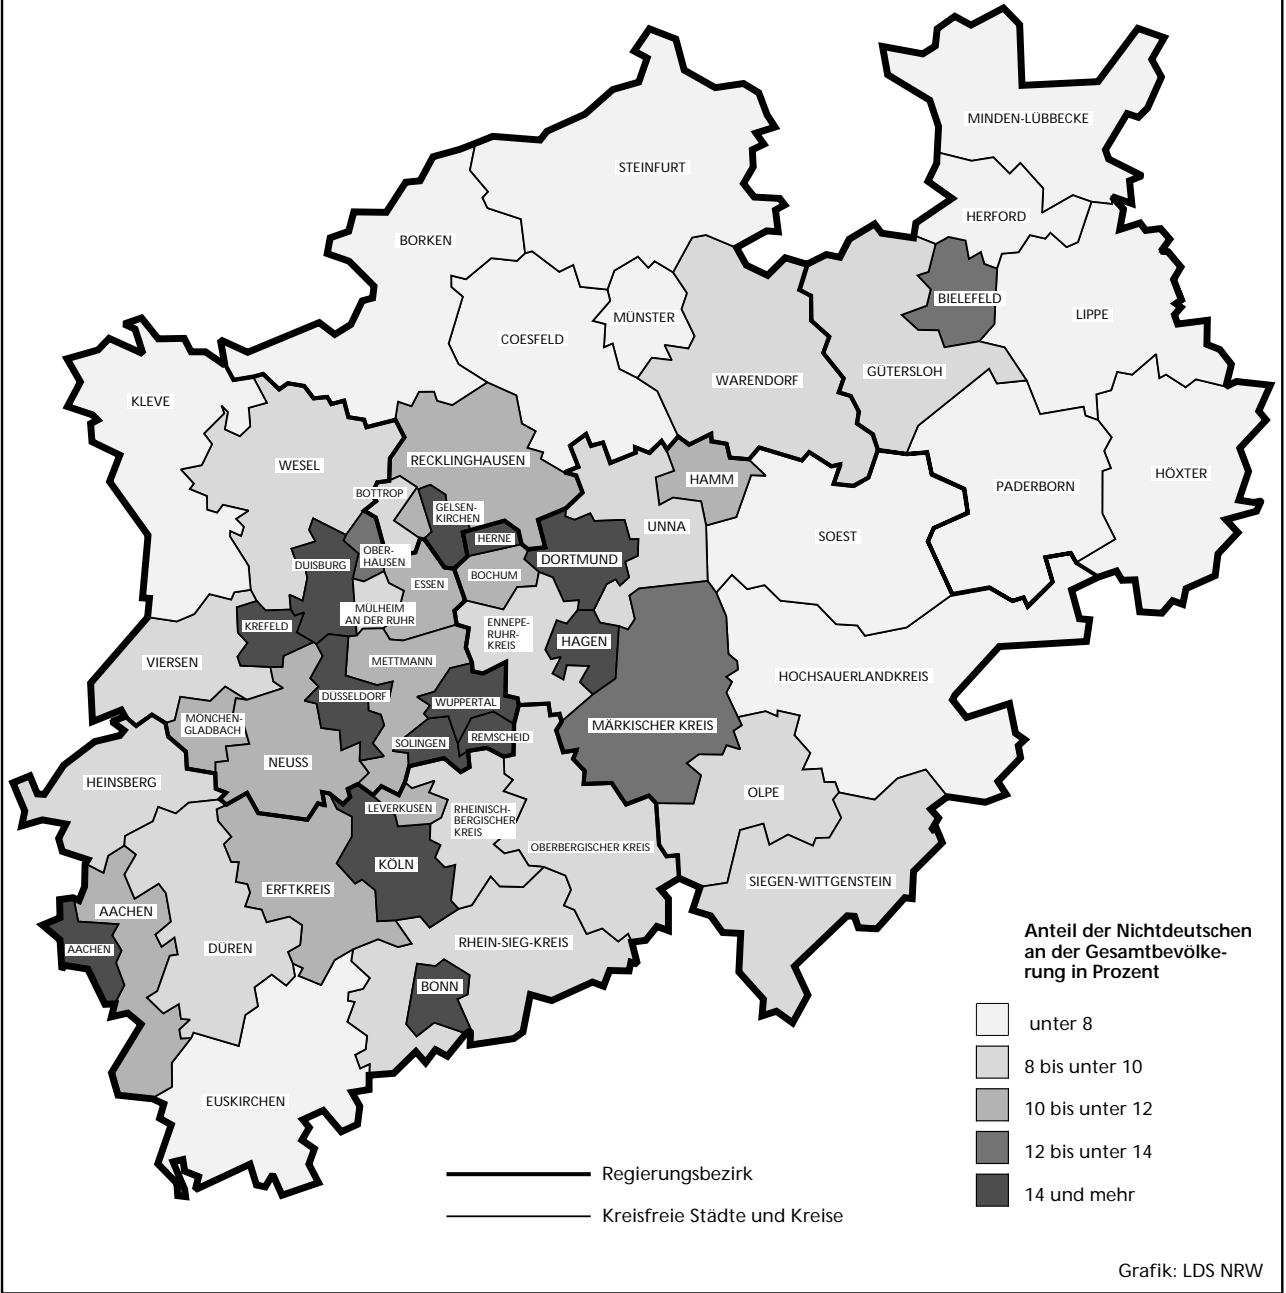 MINDEN-LÜBBECKE
STEINFURT
HERFORD
BORKEN
BIELEFELD
LIPPE
MÜNSTER
COESFELD
GÜTERSLOH
WARENDORF
KLEVE
RECKLINGHAUSEN
WESEL
HÖXTER
HAMM
PADERBORN
BOTTROP
GELSEN-
KIRCHEN
UNNA
SOEST
HERNE
OBER-
HAUSEN
DORTMUND
DUISBURG
BOCHUM
ESSEN
MÜLHEIM
AN DER RUHR
KREFELD
ENNEPE-
RUHR-
KREIS
HAGEN
VIERSEN
METTMANN
HOCHSAUERLANDKREIS
DÜSSELDORF
WUPPERTAL
MÖNCHEN-
GLADBACH
MÄRKISCHER KREIS
SOLINGEN
REMSCHEID
NEUSS
HEINSBERG
OLPE
LEVERKUSEN
RHEINISCH-
BERGISCHER
KREIS
OBERBERGISCHER KREIS
KÖLN
ERFTKREIS
SIEGEN-WITTGENSTEIN
AACHEN
AACHEN
DÜREN
RHEIN-SIEG-KREIS
BONN
EUSKIRCHEN
Anteil der Nichtdeutschen
an der Gesamtbevölke-
rung in Prozent
unter 8
8 bis unter 10
10 bis unter 12
12 bis unter 14
14 und mehr
Regierungsbezirk
Kreisfreie Städte und Kreise
Grafik: LDS NRW